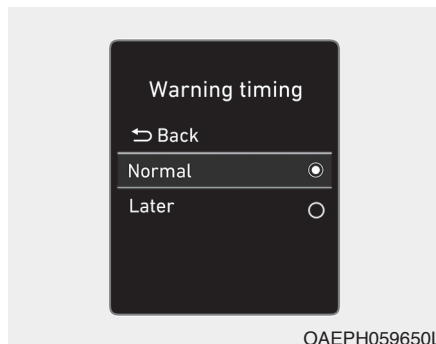 Warning timing
Back
Normal
Later
OAEPH059650L